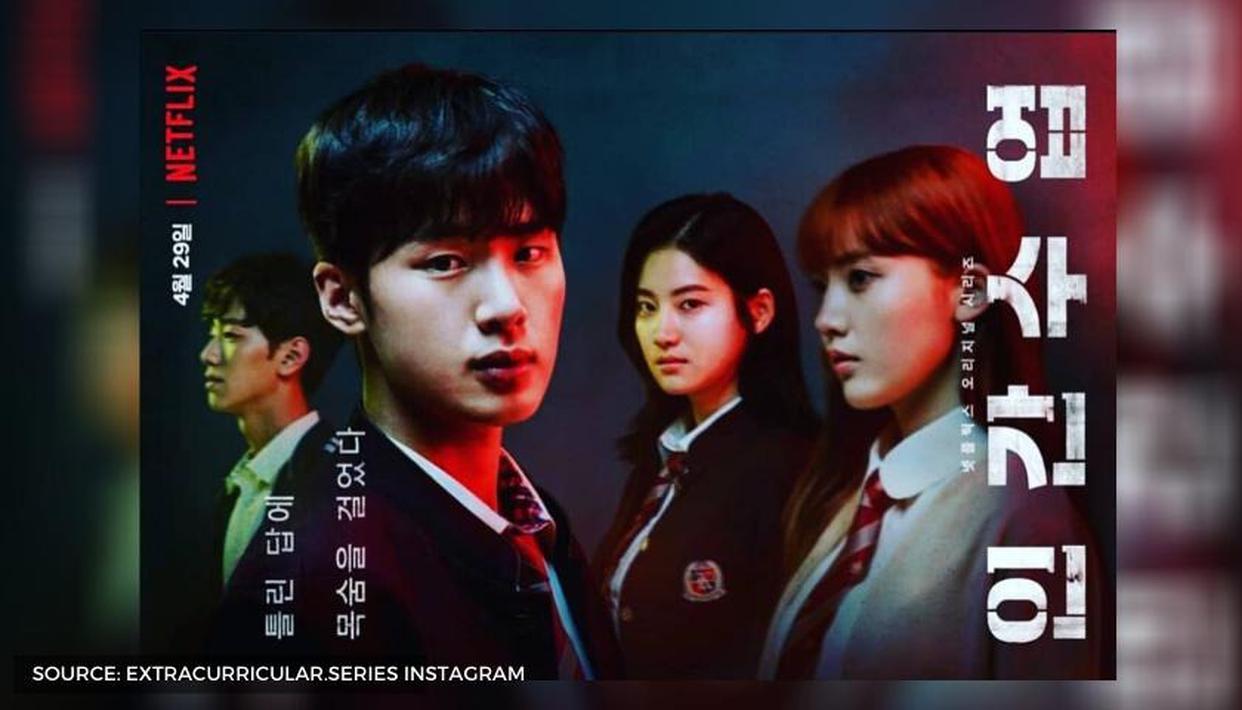 4월 29일 | NETFLIX
틀린 답에
목숨을 걸었다
넷플릭스 오리지널 시리즈
인간수업
SOURCE: EXTRACURRICULAR.SERIES INSTAGRAM